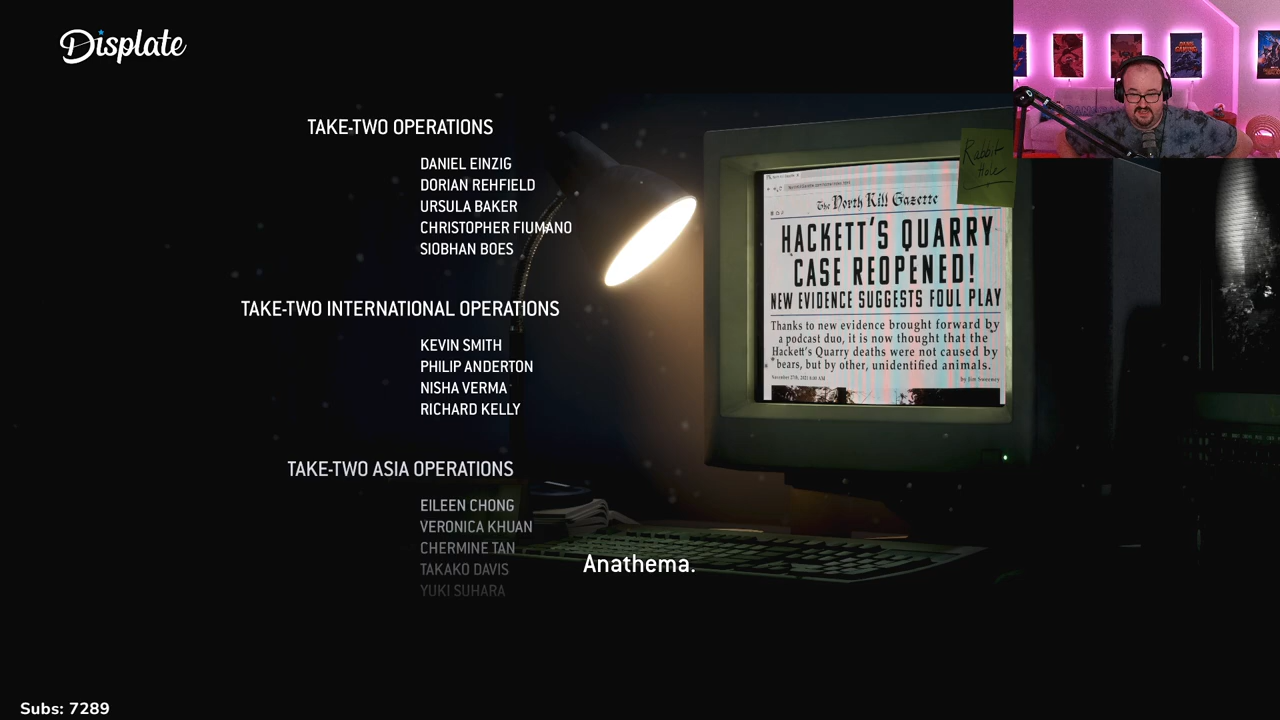 Displate
TAKE-TWO OPERATIONS
DANIEL EINZIG
DORIAN REHFIELD
URSULA BAKER
CHRISTOPHER FIUMANO
SIOBHAN BOES
TAKE-TWO INTERNATIONAL OPERATIONS
KEVIN SMITH
PHILIP ANDERTON
NISHA VERMA
RICHARD KELLY
TAKE-TWO ASIA OPERATIONS
EILEEN CHONG
VERONICA KHUAN
CHERMINE TAN
TAKAKO DAVIS
YUKI SUHARA
Rabbit
Hole
The North Kill Gazette
HACKETT'S QUARRY
CASE REOPENED!
NEW EVIDENCE SUGGESTS FOUL PLAY
Thanks to new evidence brought forward by
a podcast duo, it is now thought that the
Hackett's Quarry deaths were not caused by
bears, but by other, unidentified animals.
by Jim Sweeney
Anathema.
Subs: 7289